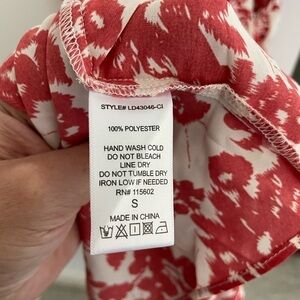 STYLE# LD43046-CI
100% POLYESTER
HAND WASH COLD
DO NOT BLEACH
LINE DRY
DO NOT TUMBLE DRY
IRON LOW IF NEEDED
RN# 115602
S
MADE IN CHINA